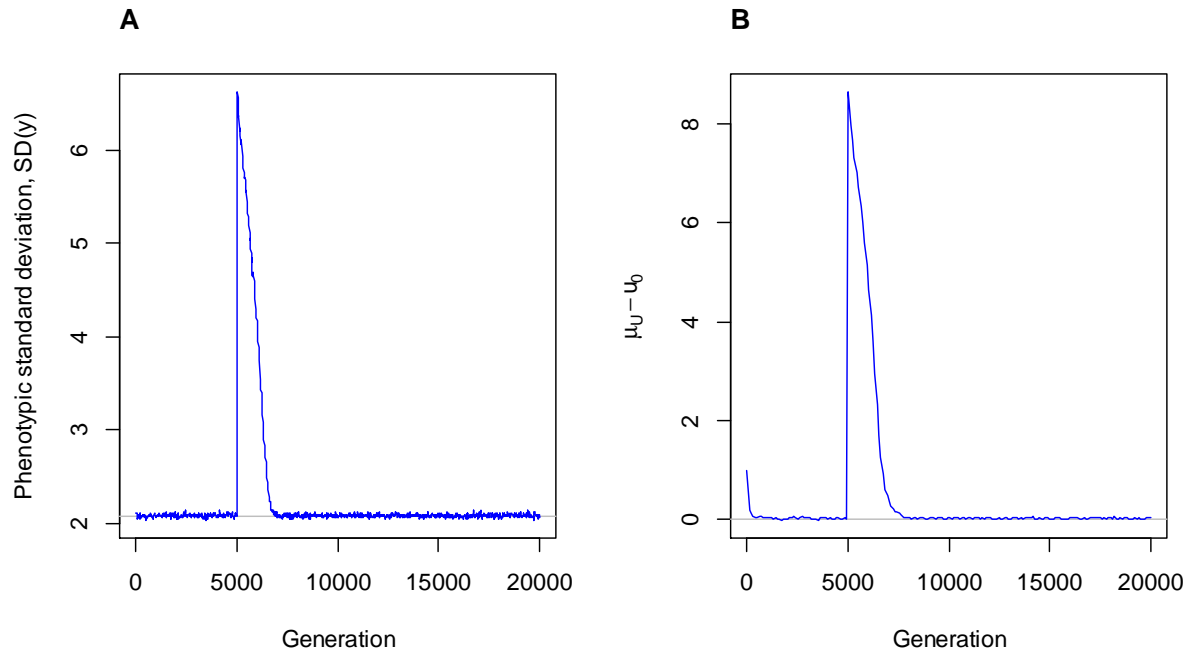 A
Phenotypic standard deviation, SD(y)
6
5
4
3
2
0 5000 10000 15000 20000
Generation
B
μU − u0
8
6
4
2
0
0 5000 10000 15000 20000
Generation